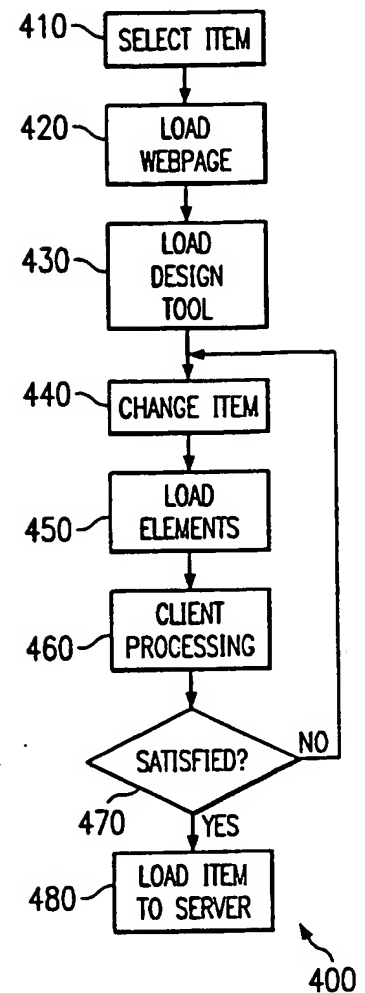 410
SELECT ITEM
420
LOAD
WEBPAGE
430
LOAD
DESIGN
TOOL
440
CHANGE ITEM
450
LOAD
ELEMENTS
460
CLIENT
PROCESSING
SATISFIED?
NO
470
YES
480
LOAD ITEM
TO SERVER
400